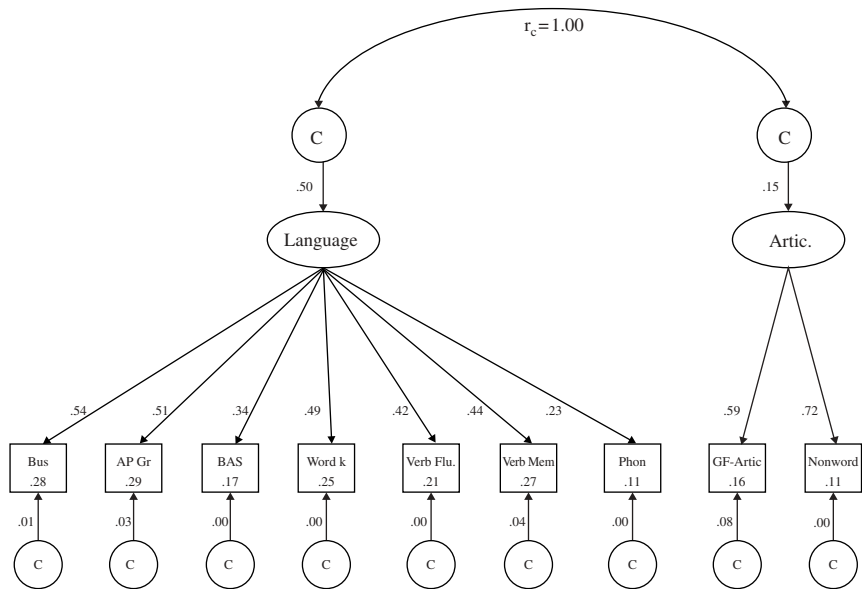 r_c=1.00
C
C
.50
.15
Language
Artic.
.54
.51
.34
.49
.42
.44
.23
.59
.72
Bus
.28
AP Gr
.29
BAS
.17
Word k
.25
Verb Flu.
.21
Verb Mem
.27
Phon
.11
GF-Artic
.16
Nonword
.11
.01
.03
.00
.00
.00
.04
.00
.08
.00
C
C
C
C
C
C
C
C
C